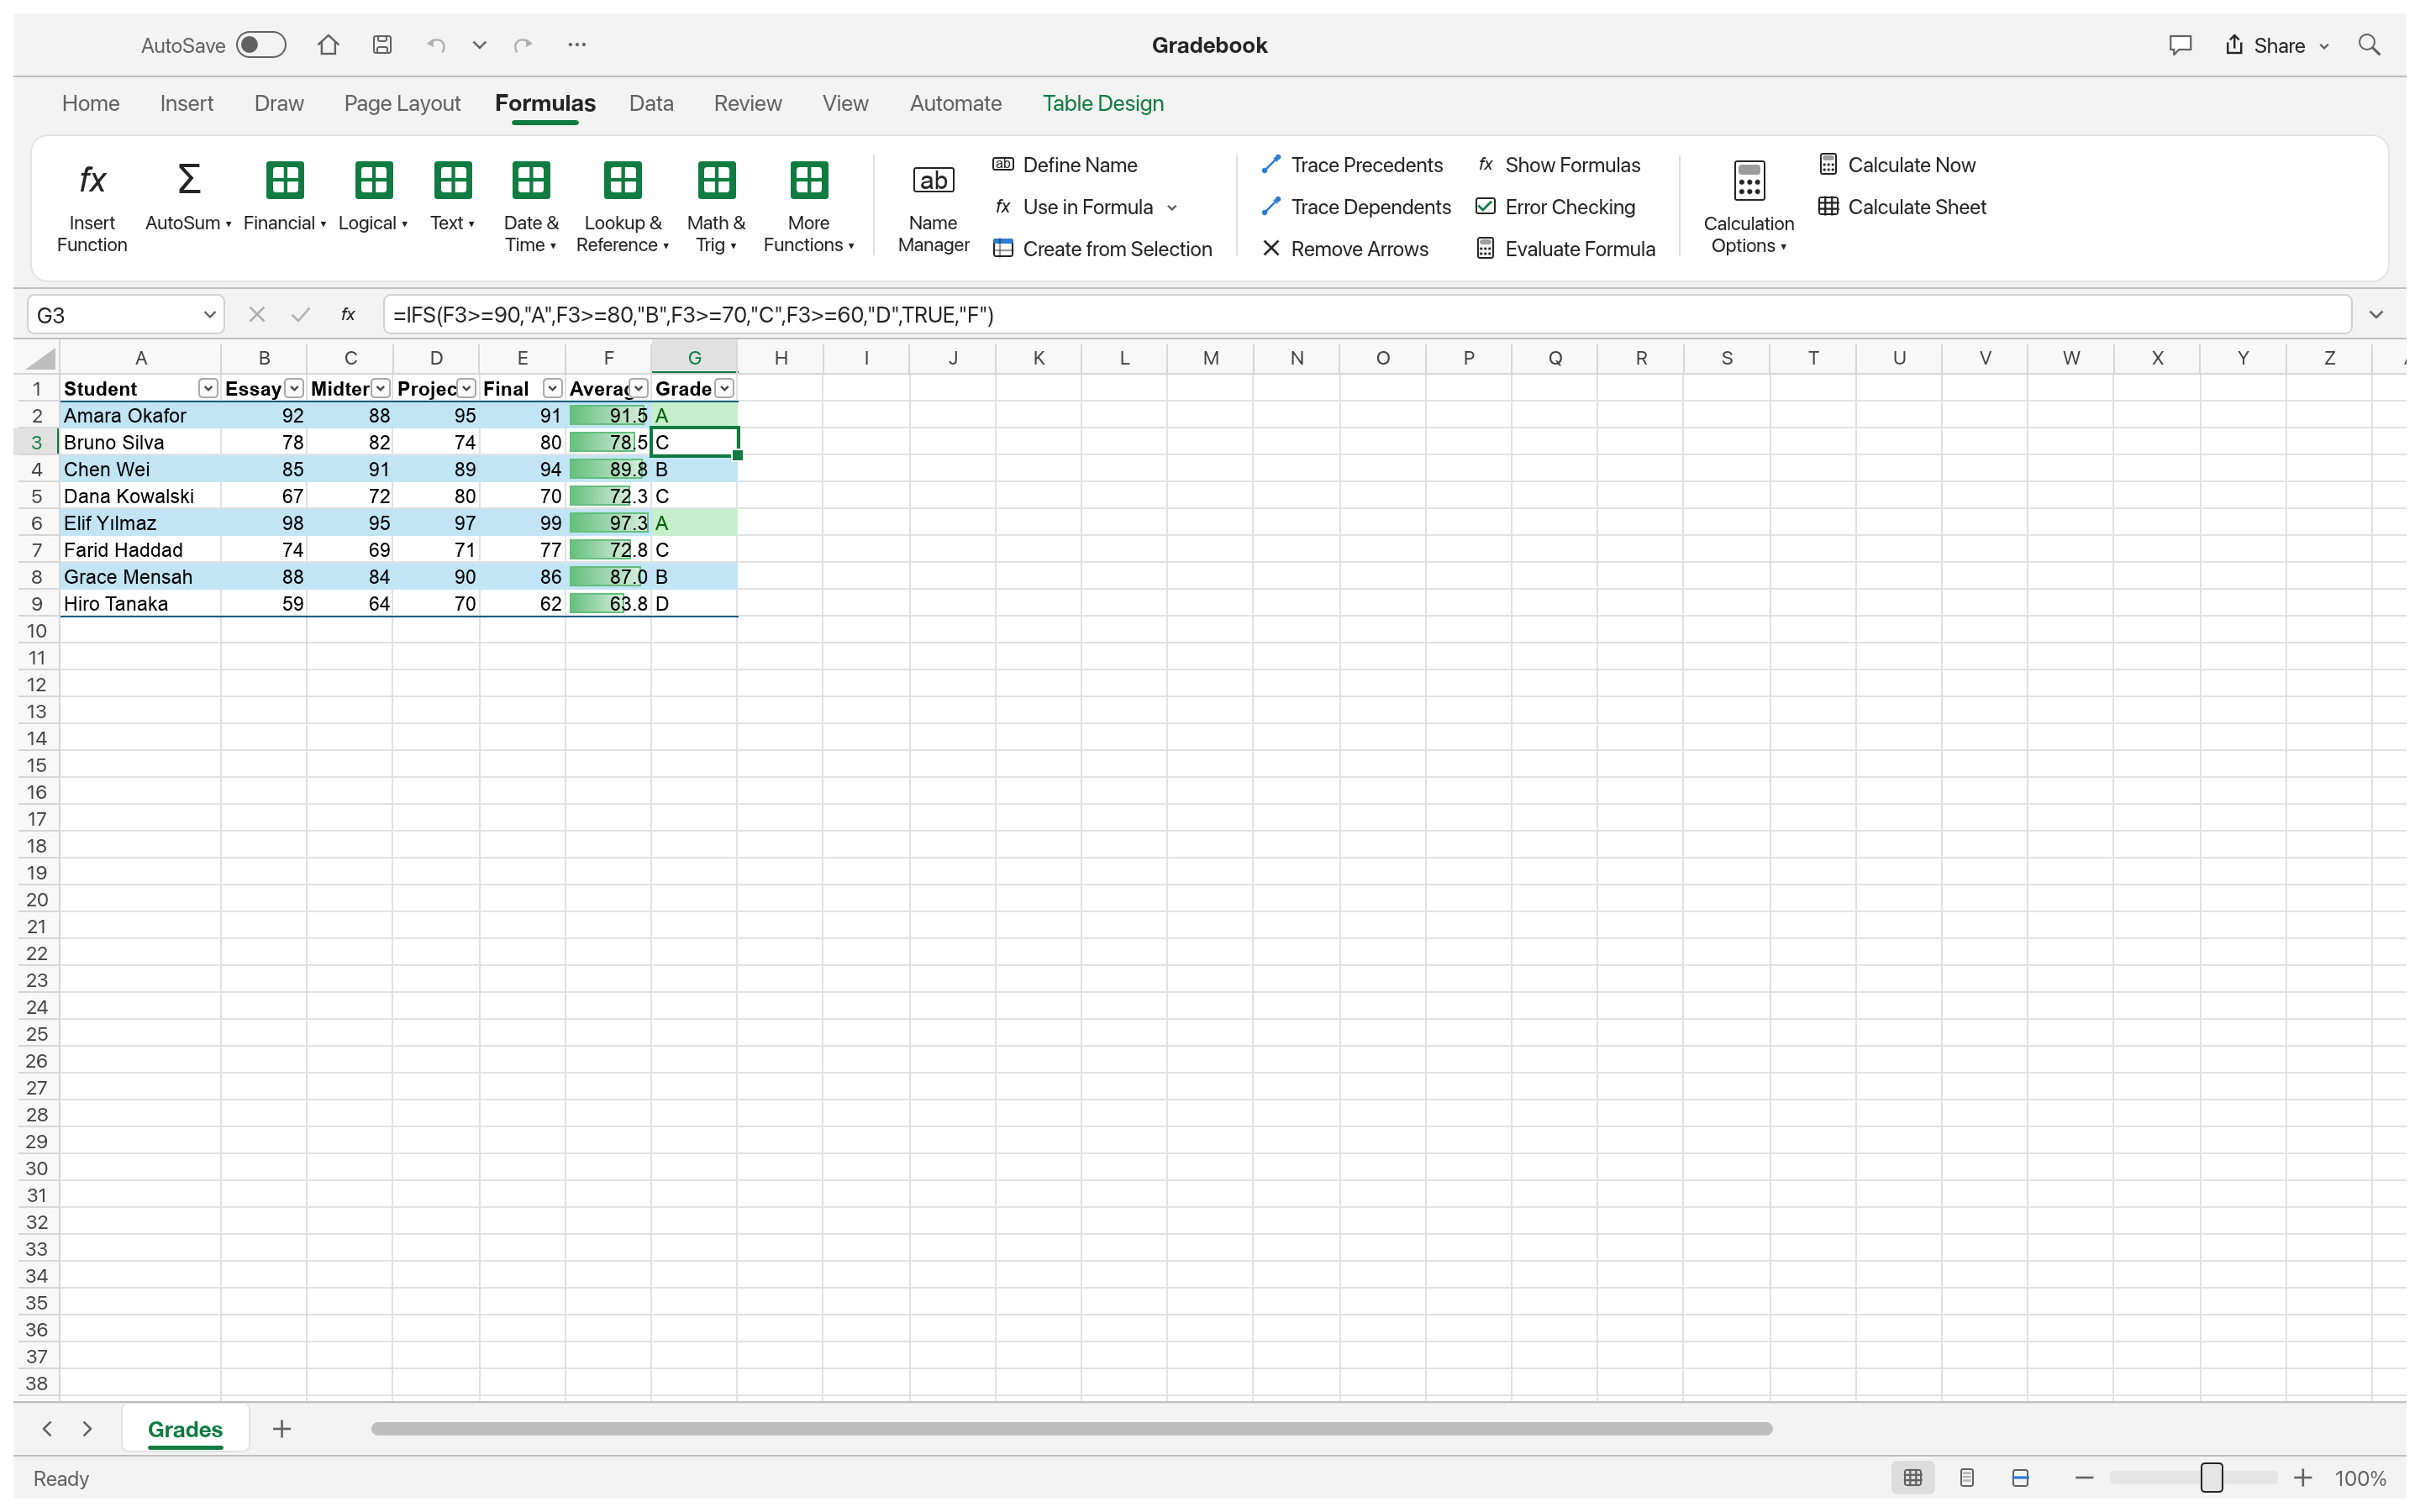 AutoSave
Gradebook
Share
Home Insert Draw Page Layout Formulas Data Review View Automate Table Design
fx Insert Function
Σ AutoSum
Financial
Logical
Text
Date & Time
Lookup & Reference
Math & Trig
More Functions
ab Name Manager
ab Define Name
fx Use in Formula
Create from Selection
Trace Precedents
Trace Dependents
Remove Arrows
fx Show Formulas
Error Checking
Evaluate Formula
Calculation Options
Calculate Now
Calculate Sheet
G3 fx =IFS(F3>=90,"A",F3>=80,"B",F3>=70,"C",F3>=60,"D",TRUE,"F")
A B C D E F G H I J K L M N O P Q R S T U V W X Y Z
1 Student Essay Midter Projec Final Averag Grade
2 Amara Okafor 92 88 95 91 91.5 A
3 Bruno Silva 78 82 74 80 78.5 C
4 Chen Wei 85 91 89 94 89.8 B
5 Dana Kowalski 67 72 80 70 72.3 C
6 Elif Yılmaz 98 95 97 99 97.3 A
7 Farid Haddad 74 69 71 77 72.8 C
8 Grace Mensah 88 84 90 86 87.0 B
9 Hiro Tanaka 59 64 70 62 63.8 D
10
11
12
13
14
15
16
17
18
19
20
21
22
23
24
25
26
27
28
29
30
31
32
33
34
35
36
37
38
Grades
Ready
100%